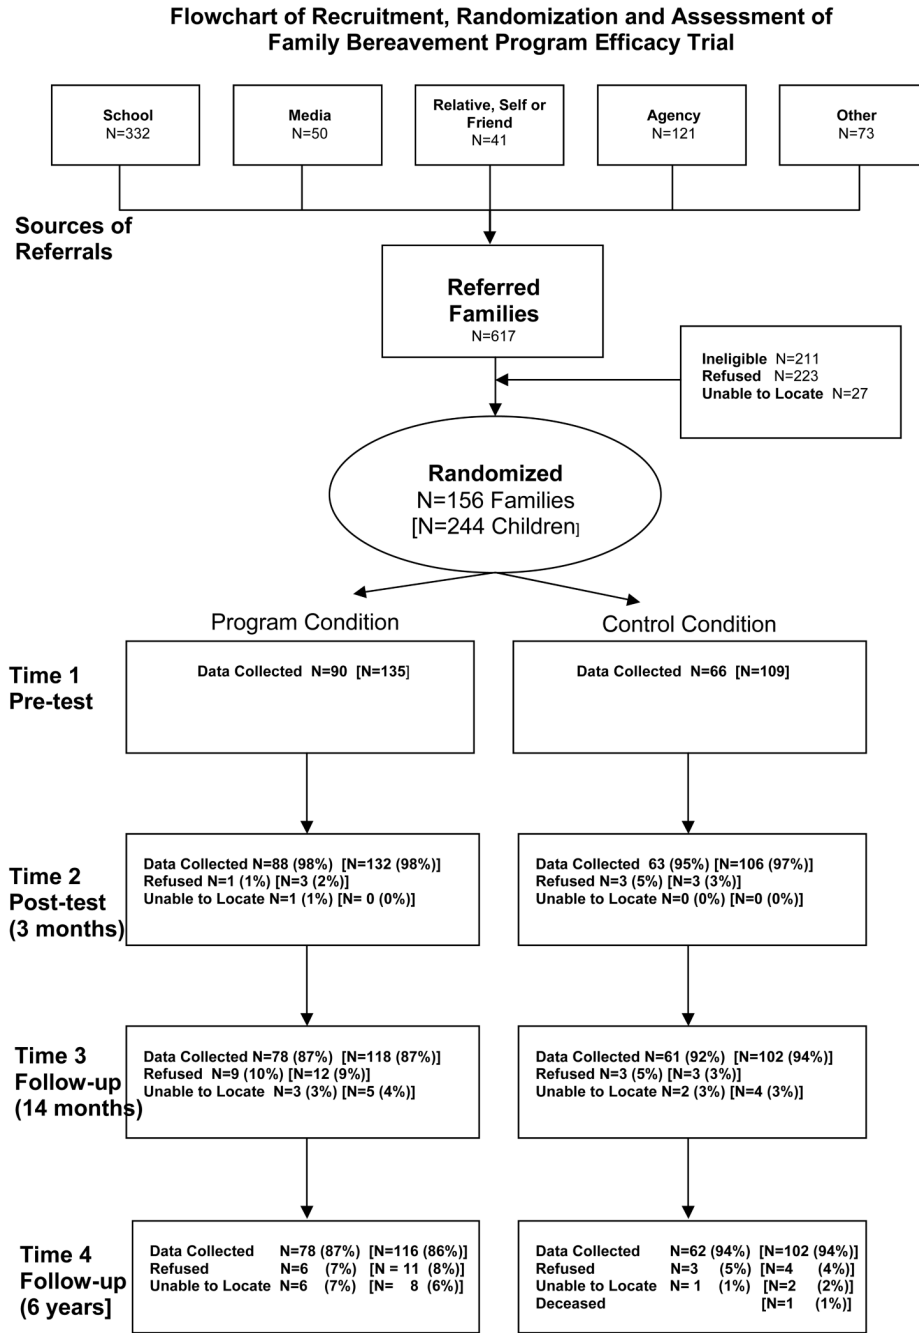 Flowchart of Recruitment, Randomization and Assessment of
Family Bereavement Program Efficacy Trial
School
N=332
Media
N=50
Relative, Self or
Friend
N=41
Agency
N=121
Other
N=73
Sources of
Referrals
Referred
Families
N=617
Ineligible N=211
Refused N=223
Unable to Locate N=27
Randomized
N=156 Families
[N=244 Children]
Program Condition
Control Condition
Time 1
Pre-test
Data Collected N=90 [N=135]
Data Collected N=66 [N=109]
Time 2
Post-test
(3 months)
Data Collected N=88 (98%) [N=132 (98%)]
Refused N=1 (1%) [N=3 (2%)]
Unable to Locate N=1 (1%) [N= 0 (0%)]
Data Collected 63 (95%) [N=106 (97%)]
Refused N=3 (5%) [N=3 (3%)]
Unable to Locate N=0 (0%) [N=0 (0%)]
Time 3
Follow-up
(14 months)
Data Collected N=78 (87%) [N=118 (87%)]
Refused N=9 (10%) [N=12 (9%)]
Unable to Locate N=3 (3%) [N=5 (4%)]
Data Collected N=61 (92%) [N=102 (94%)]
Refused N=3 (5%) [N=3 (3%)]
Unable to Locate N=2 (3%) [N=4 (3%)]
Time 4
Follow-up
(6 years]
Data Collected N=78 (87%) [N=116 (86%)]
Refused N=6 (7%) [N = 11 (8%)]
Unable to Locate N=6 (7%) [N= 8 (6%)]
Data Collected N=62 (94%) [N=102 (94%)]
Refused N=3 (5%) [N=4 (4%)]
Unable to Locate N= 1 (1%) [N=2 (2%)]
Deceased [N=1 (1%)]